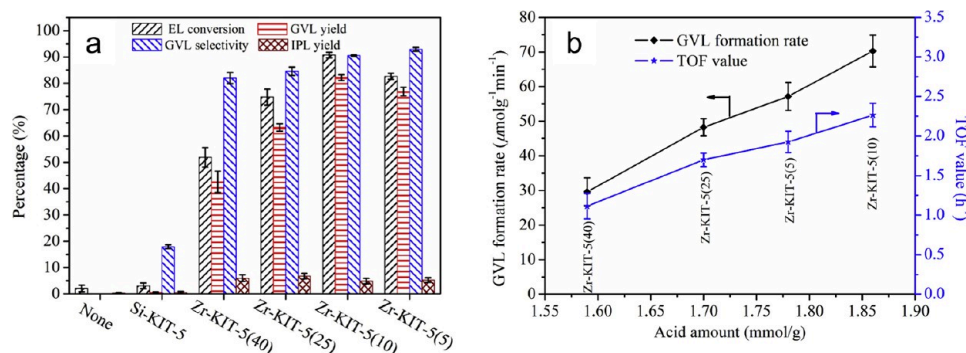 a
EL conversion
GVL yield
GVL selectivity
IPL yield
Percentage (%)
100
90
80
70
60
50
40
30
20
10
0
None
Si-KIT-5
Zr-KIT-5(40)
Zr-KIT-5(25)
Zr-KIT-5(10)
Zr-KIT-5(5)
b
GVL formation rate
TOF value
GVL formation rate (μmolg⁻¹min⁻¹)
80
70
60
50
40
30
20
10
0
Zr-KIT-5(40)
Zr-KIT-5(25)
Zr-KIT-5(5)
Zr-KIT-5(10)
3.5
3.0
2.5
2.0
1.5
1.0
0.5
0.0
TOF value (h⁻¹)
1.55 1.60 1.65 1.70 1.75 1.80 1.85 1.90
Acid amount (mmol/g)